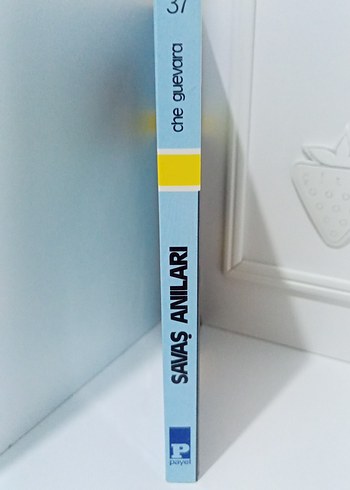 37
che guevara
SAVAŞ ANILARI
P
payel